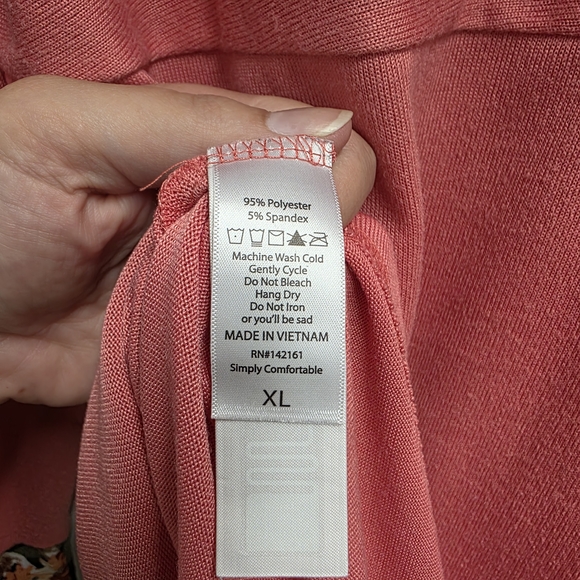 95% Polyester
5% Spandex
Machine Wash Cold
Gently Cycle
Do Not Bleach
Hang Dry
Do Not Iron
or you'll be sad
MADE IN VIETNAM
RN#142161
Simply Comfortable
XL